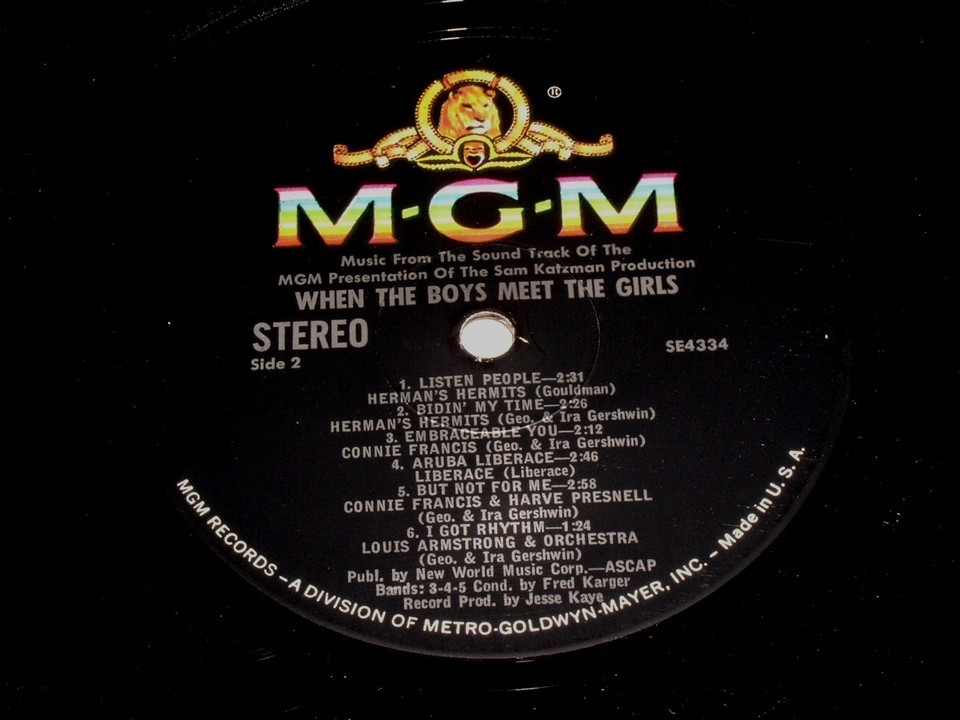 ®
M-G-M
Music From The Sound Track Of The
MGM Presentation Of The Sam Katzman Production
WHEN THE BOYS MEET THE GIRLS
STEREO
Side 2
SE4334
1. LISTEN PEOPLE—2:31
HERMAN'S HERMITS (Gouldman)
2. BIDIN' MY TIME—2:26
HERMAN'S HERMITS (Geo. & Ira Gershwin)
3. EMBRACEABLE YOU—2:12
CONNIE FRANCIS (Geo. & Ira Gershwin)
4. ARUBA LIBERACE—2:46
LIBERACE (Liberace)
5. BUT NOT FOR ME—2:58
CONNIE FRANCIS & HARVE PRESNELL
(Geo. & Ira Gershwin)
6. I GOT RHYTHM—1:24
LOUIS ARMSTRONG & ORCHESTRA
(Geo. & Ira Gershwin)
Publ. by New World Music Corp.—ASCAP
Bands: 3-4-5 Cond. by Fred Karger
Record Prod. by Jesse Kaye
MGM RECORDS – A DIVISION OF METRO-GOLDWYN-MAYER, INC. – Made in U. S. A.